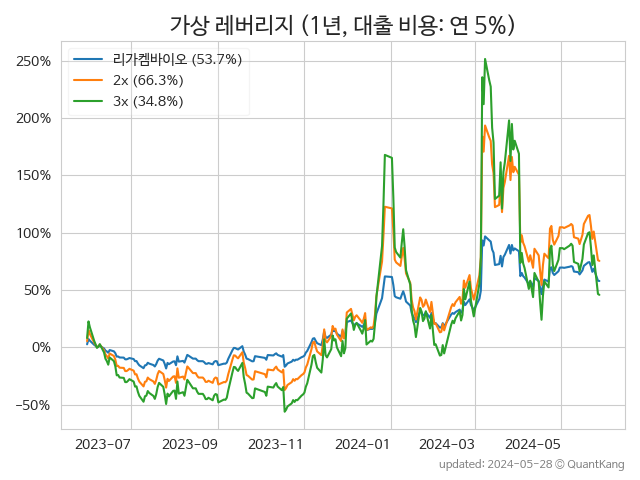 가상 레버리지 (1년, 대출 비용: 연 5%)
250%
200%
150%
100%
50%
0%
−50%
리가켐바이오 (53.7%)
2x (66.3%)
3x (34.8%)
2023-07
2023-09
2023-11
2024-01
2024-03
2024-05
updated: 2024-05-28 © QuantKang